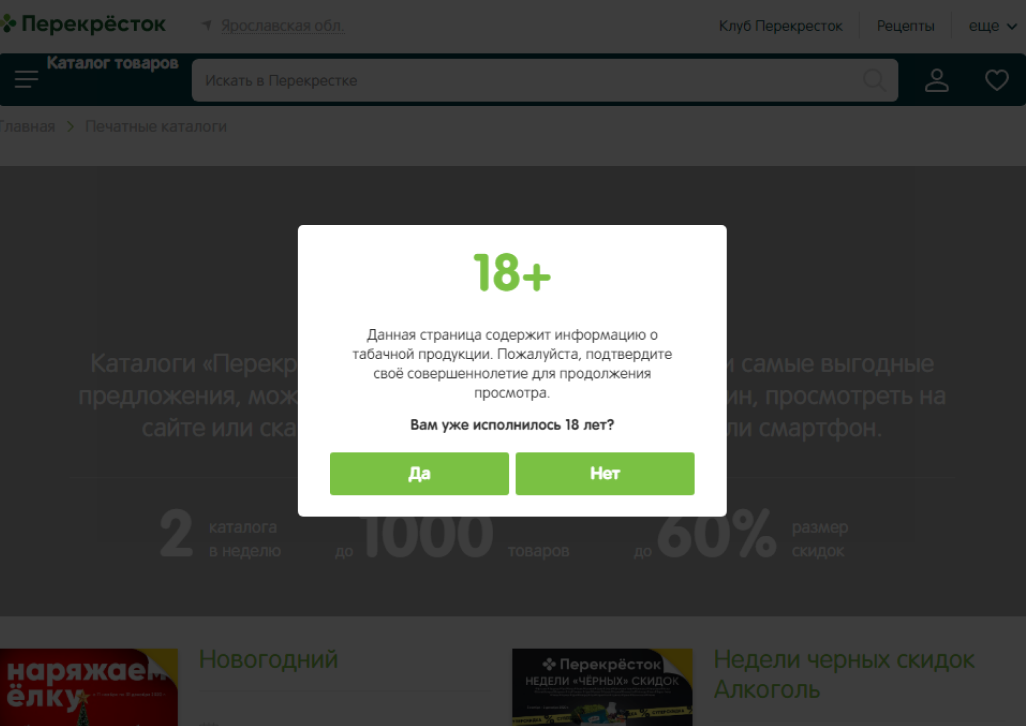 Перекрёсток
Ярославская обл.
Клуб Перекресток
Рецепты
еще
Каталог товаров
Искать в Перекрестке
Главная > Печатные каталоги
18+
Данная страница содержит информацию о
табачной продукции. Пожалуйста, подтвердите
своё совершеннолетие для продолжения
просмотра.
Вам уже исполнилось 18 лет?
Да
Нет
Каталоги «Перекр
и самые выгодные
предложения, мож
ин, просмотреть на
сайте или ска
ли смартфон.
2 каталога
в неделю
до 1000 товаров
до 60% размер
скидок
наряжаем
ёлку
Новогодний
Перекрёсток
НЕДЕЛИ «ЧЁРНЫХ» СКИДОК
Недели черных скидок
Алкоголь